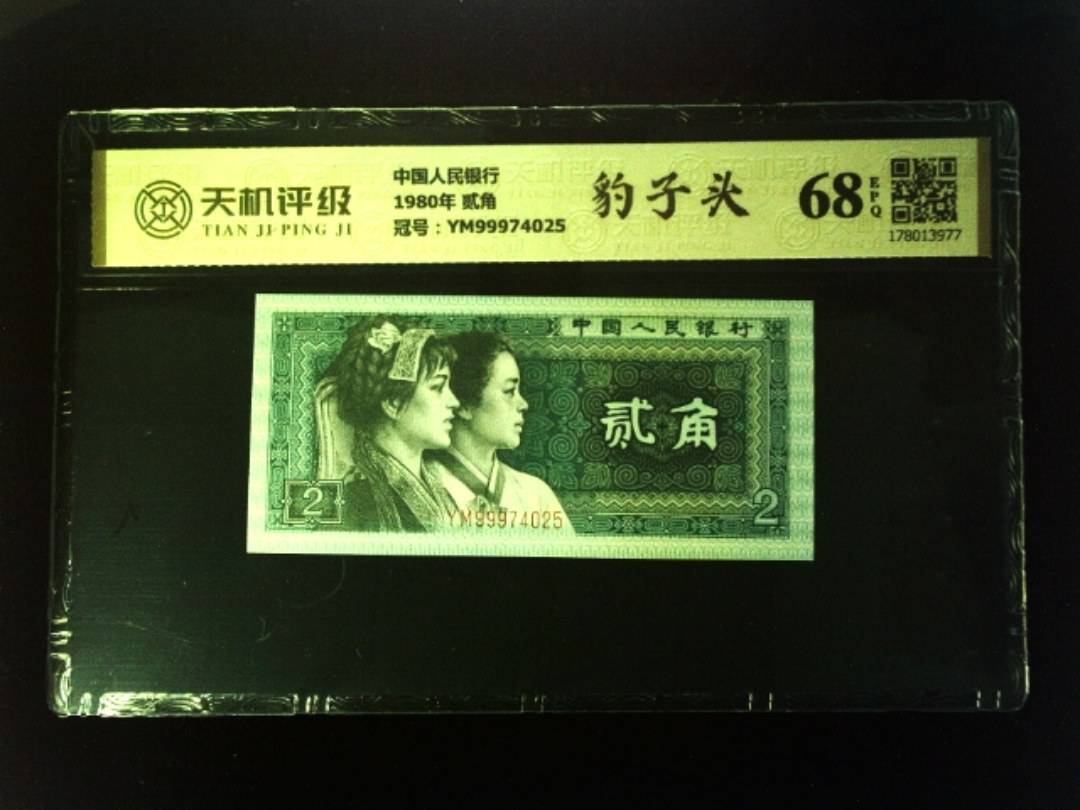 天机评级
TIAN JI PING JI
中国人民银行
1980年 贰角
冠号：YM99974025
豹子头
68
EPQ
178013977
中国人民银行
贰角
2
2
YM99974025